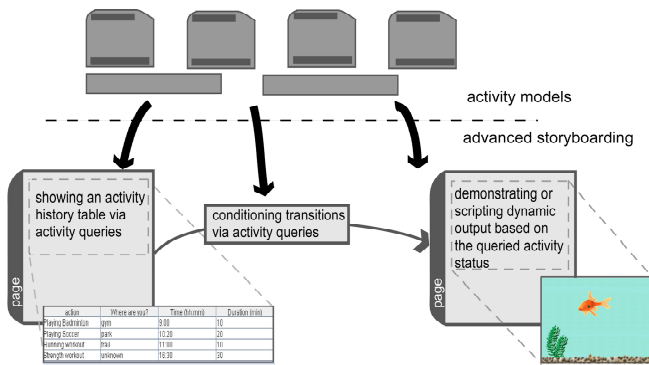 activity models
advanced storyboarding
showing an activity
history table via
activity queries
page
conditioning transitions
via activity queries
demonstrating or
scripting dynamic
output based on
the queried activity
status
page
action Where are you? Time (hh:mm) Duration (min)
Playing Badminton gym 9:00 10
Playing Soccer park 10:20 20
Running workout trail 11:00 10
Strength workout unknown 16:30 30